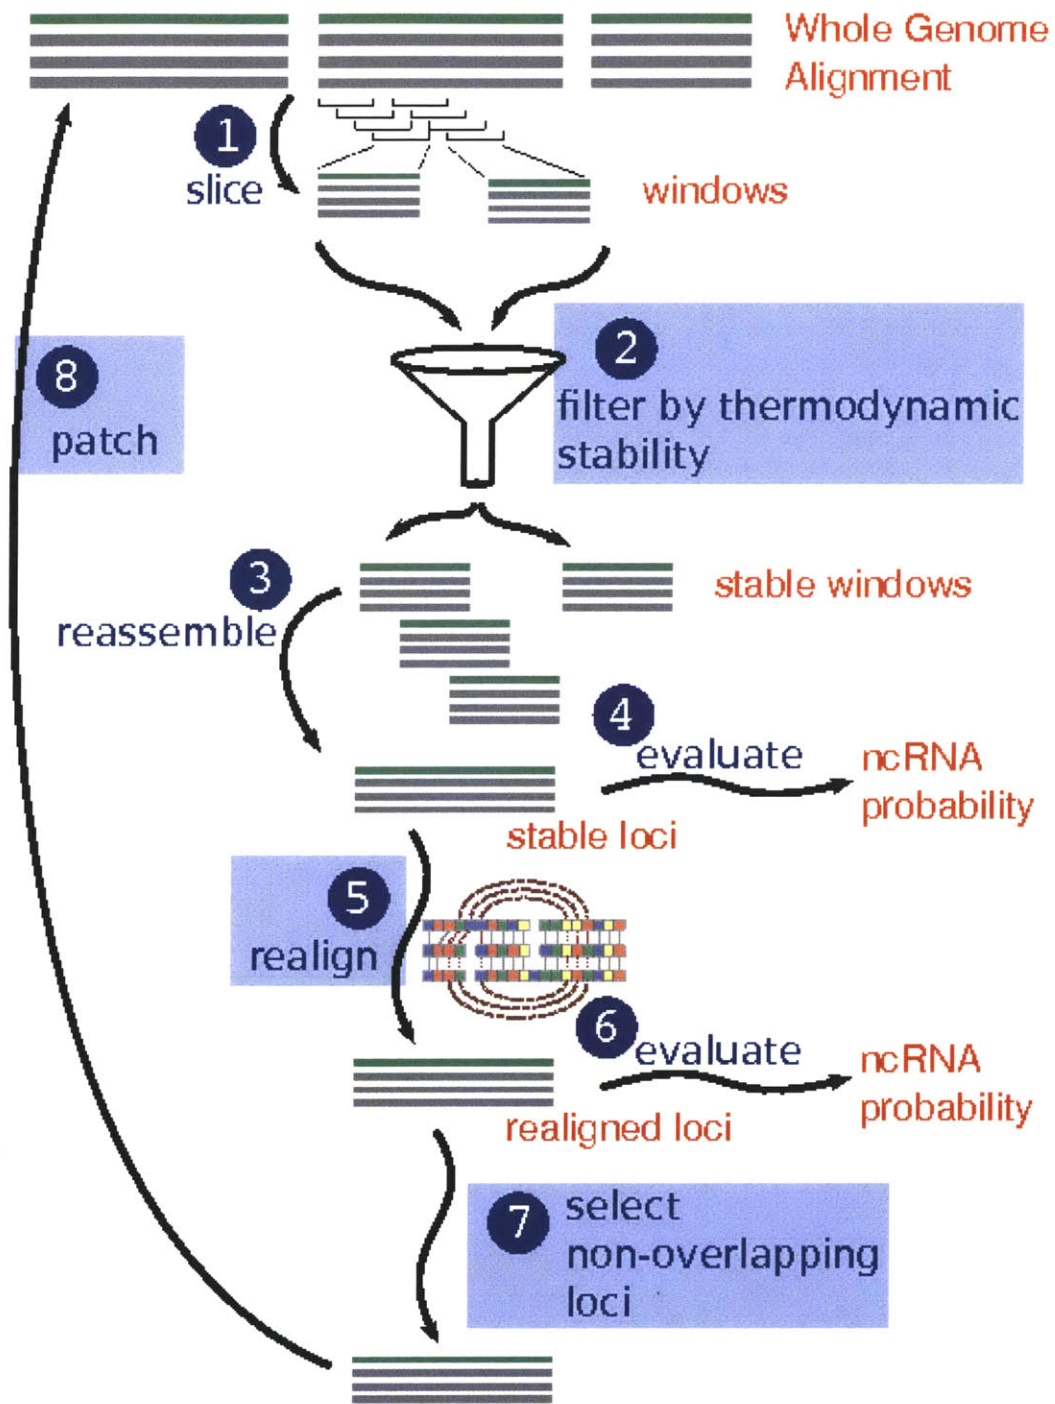 Whole Genome
Alignment
1
slice
windows
2
filter by thermodynamic
stability
8
patch
3
reassemble
stable windows
4
evaluate
ncRNA
probability
stable loci
5
realign
6
evaluate
ncRNA
probability
realigned loci
7
select
non-overlapping
loci